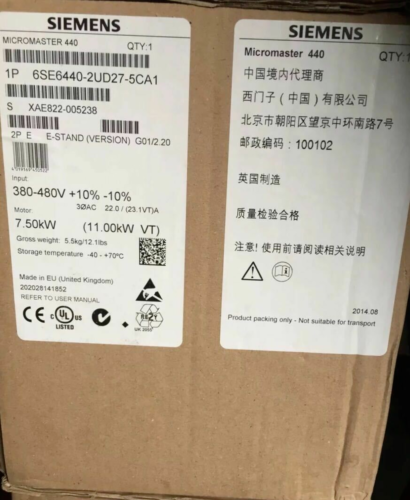 SIEMENS
MICROMASTER 440 QTY:1
1P 6SE6440-2UD27-5CA1
S XAE822-005238
2P E E-STAND (VERSION) G01/2.20
Input:
380-480V +10% -10%
3ØAC 22.0 / (23.1VT)A
Motor:
7.50kW (11.00kW VT)
Gross weight: 5.5kg/12.1lbs
Storage temperature -40 - +70°C
Made in EU (United Kingdom)
202028141852
REFER TO USER MANUAL
CE
UL
LISTED
SIEMENS
Micromaster 440 QTY:
中国境内代理商
西门子（中国）有限公司
北京市朝阳区望京中环南路7号
邮政编码：100102
英国制造
质量检验合格
注意! 使用前请阅读相关说明
2014.08
Product packing only - Not suitable for transport